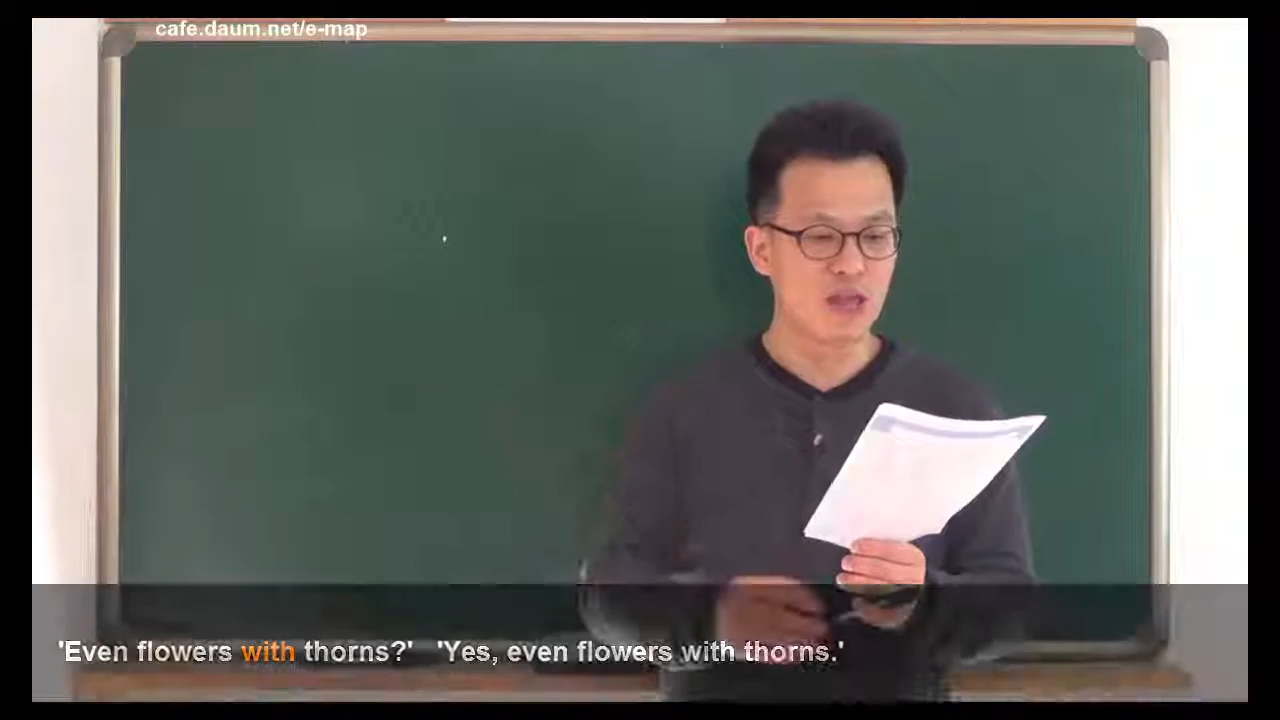 cafe.daum.net/e-map
'Even flowers with thorns?' 'Yes, even flowers with thorns.'